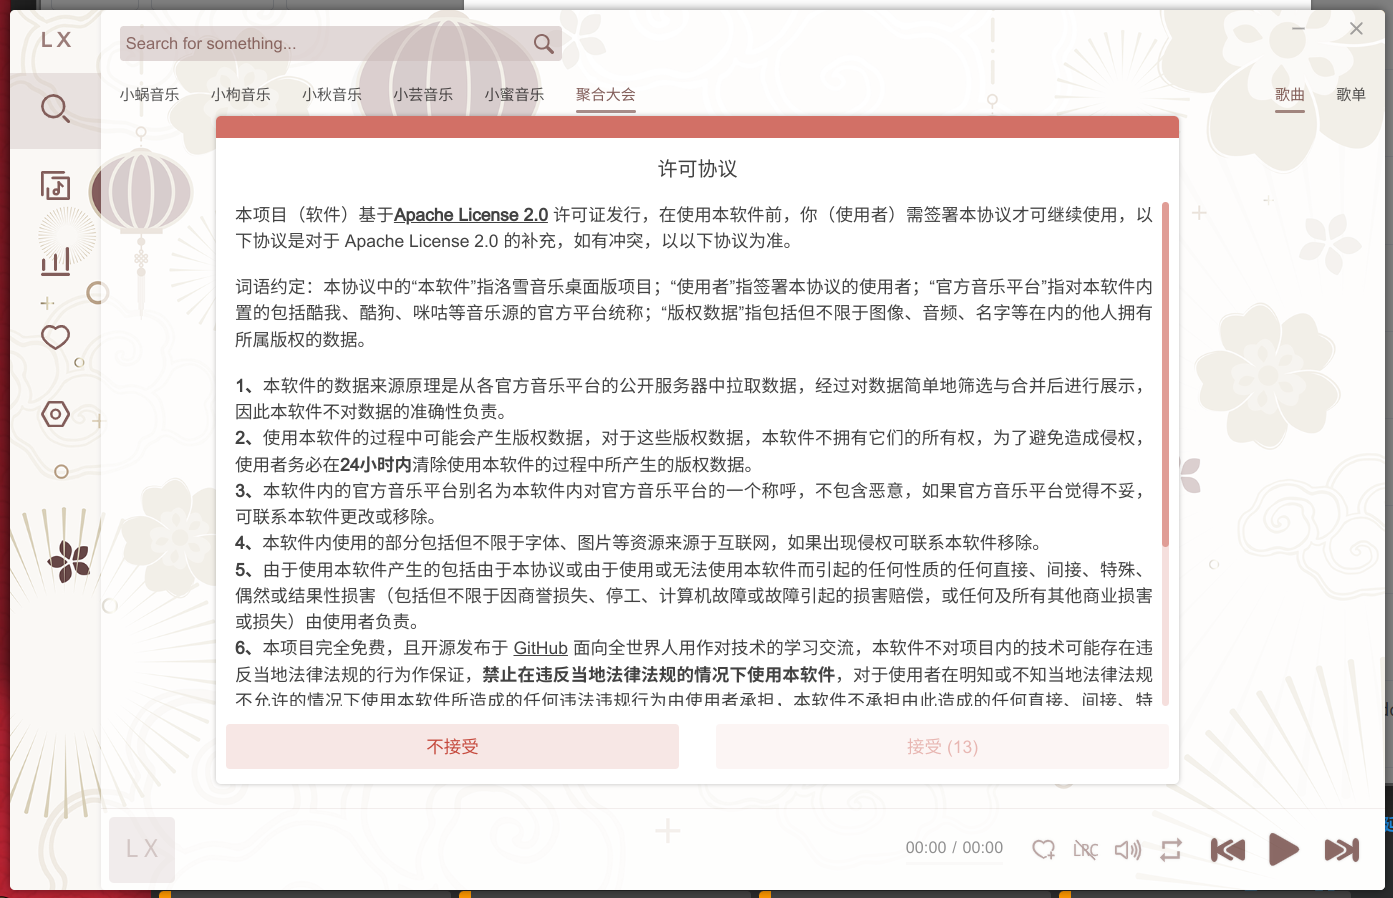 LX
Search for something...
小蜗音乐 小枸音乐 小秋音乐 小芸音乐 小蜜音乐 聚合大会 歌曲 歌单
许可协议
本项目（软件）基于Apache License 2.0 许可证发行，在使用本软件前，你（使用者）需签署本协议才可继续使用，以
下协议是对于 Apache License 2.0 的补充，如有冲突，以以下协议为准。
词语约定：本协议中的“本软件”指洛雪音乐桌面版项目；“使用者”指签署本协议的使用者；“官方音乐平台”指对本软件内
置的包括酷我、酷狗、咪咕等音乐源的官方平台统称；“版权数据”指包括但不限于图像、音频、名字等在内的他人拥有
所属版权的数据。
1、本软件的数据来源原理是从各官方音乐平台的公开服务器中拉取数据，经过对数据简单地筛选与合并后进行展示，
因此本软件不对数据的准确性负责。
2、使用本软件的过程中可能会产生版权数据，对于这些版权数据，本软件不拥有它们的所有权，为了避免造成侵权，
使用者务必在24小时内清除使用本软件的过程中所产生的版权数据。
3、本软件内的官方音乐平台别名为本软件内对官方音乐平台的一个称呼，不包含恶意，如果官方音乐平台觉得不妥，
可联系本软件更改或移除。
4、本软件内使用的部分包括但不限于字体、图片等资源来源于互联网，如果出现侵权可联系本软件移除。
5、由于使用本软件产生的包括由于本协议或由于使用或无法使用本软件而引起的任何性质的任何直接、间接、特殊、
偶然或结果性损害（包括但不限于因商誉损失、停工、计算机故障或故障引起的损害赔偿，或任何及所有其他商业损害
或损失）由使用者负责。
6、本项目完全免费，且开源发布于 GitHub 面向全世界人用作对技术的学习交流，本软件不对项目内的技术可能存在违
反当地法律法规的行为作保证，禁止在违反当地法律法规的情况下使用本软件，对于使用者在明知或不知当地法律法规
不允许的情况下使用本软件所造成的任何违法违规行为由使用者承担，本软件不承担由此造成的任何直接、间接、特
不接受 接受 (13)
LX
00:00 / 00:00
LRC